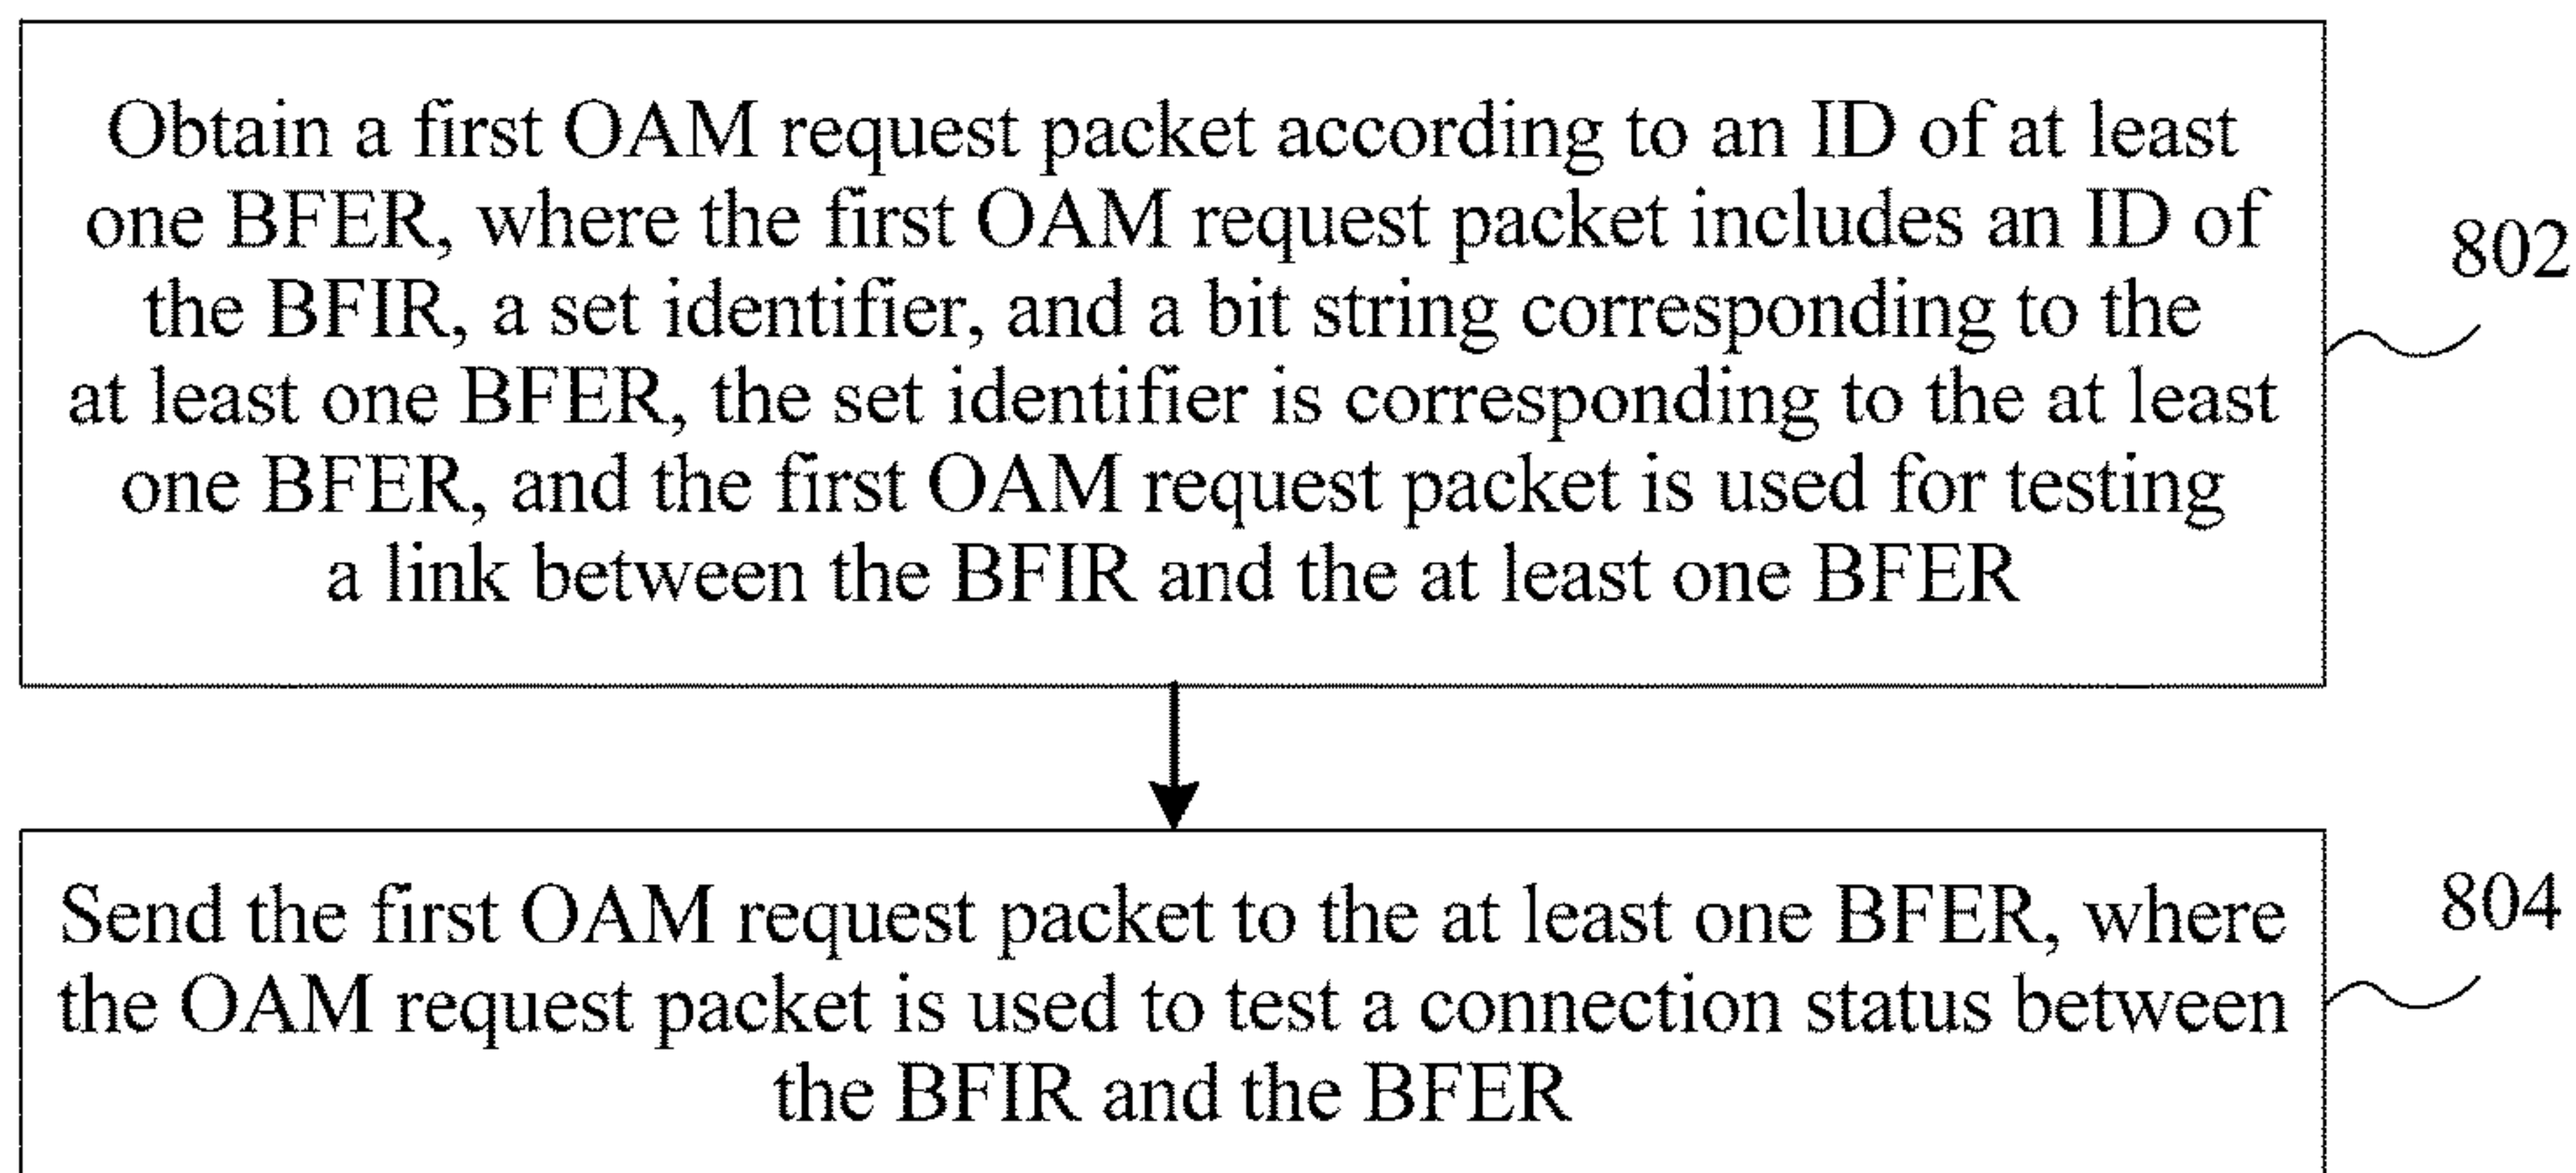 Obtain a first OAM request packet according to an ID of at least
one BFER, where the first OAM request packet includes an ID of
the BFIR, a set identifier, and a bit string corresponding to the
at least one BFER, the set identifier is corresponding to the at least
one BFER, and the first OAM request packet is used for testing
a link between the BFIR and the at least one BFER
802
Send the first OAM request packet to the at least one BFER, where
the OAM request packet is used to test a connection status between
the BFIR and the BFER
804